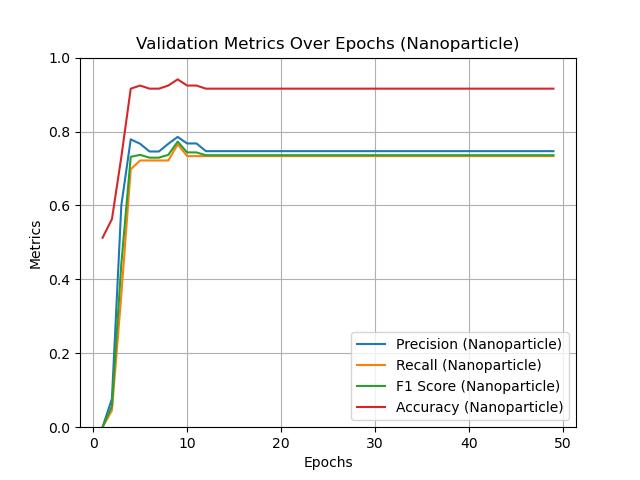 Validation Metrics Over Epochs (Nanoparticle)
1.0
0.8
0.6
0.4
0.2
0.0
Metrics
Precision (Nanoparticle)
Recall (Nanoparticle)
F1 Score (Nanoparticle)
Accuracy (Nanoparticle)
0 10 20 30 40 50
Epochs